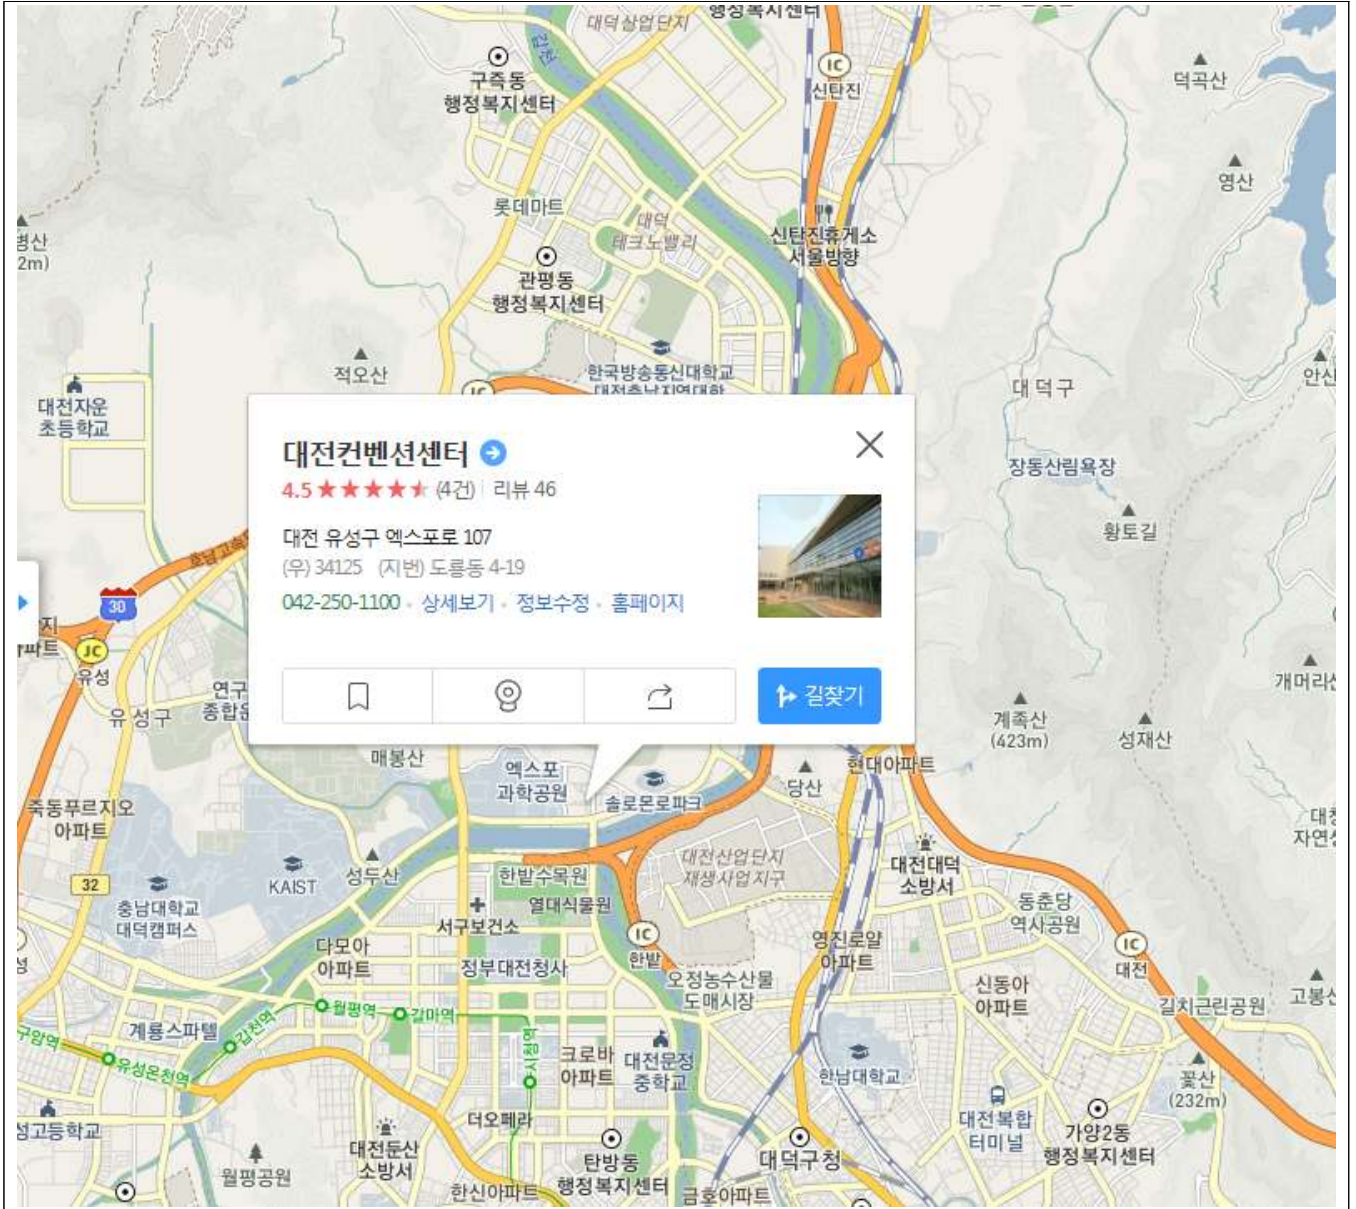 대덕산업단지
행정복지센터
갑천
구즉동
행정복지센터
IC
신탄진
덕곡산
영산
롯데마트
대덕
테크노밸리
신탄진휴게소
서울방향
관평동
행정복지센터
2m)
적오산
한국방송통신대학교
대전충남지역대학
IC
대덕구
대전자운
초등학교
장동산림욕장
황토길
대전컨벤션센터
4.5 (4건) 리뷰 46
대전 유성구 엑스포로 107
(우) 34125 (지번) 도룡동 4-19
042-250-1100 · 상세보기 · 정보수정 · 홈페이지
길찾기
30
JC
유성
유성구
계족산
(423m)
성재산
매봉산
엑스포
과학공원
솔로몬로파크
당산
현대아파트
죽동푸르지오
아파트
KAIST
성두산
한밭수목원
열대식물원
대전산업단지
재생사업지구
대전대덕
소방서
32
충남대학교
대덕캠퍼스
서구보건소
동춘당
역사공원
다모아
아파트
정부대전청사
IC
한밭
영진로얄
아파트
IC
대전
오정농수산물
도매시장
신동아
아파트
길치근린공원
월평역
갈마역
계룡스파텔
갑천역
구암역
유성온천역
시청역
크로바
아파트
대전문정
중학교
한남대학교
꽃산
(232m)
더오페라
대전복합
터미널
가양2동
행정복지센터
대전둔산
소방서
월평공원
탄방동
행정복지센터
대덕구청
한신아파트
금호아파트